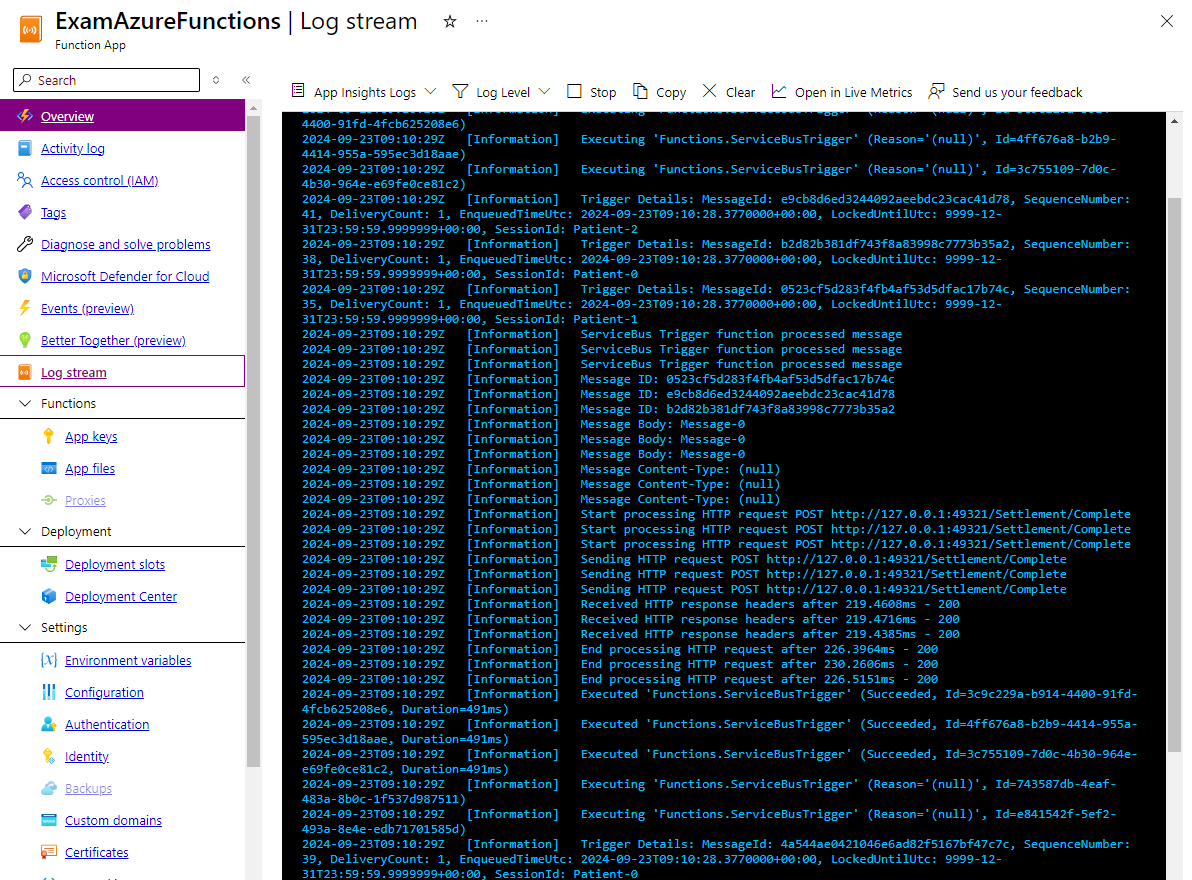 ExamAzureFunctions | Log stream
Function App
Search
App Insights Logs
Log Level
Stop
Copy
Clear
Open in Live Metrics
Send us your feedback
Overview
Activity log
Access control (IAM)
Tags
Diagnose and solve problems
Microsoft Defender for Cloud
Events (preview)
Better Together (preview)
Log stream
Functions
App keys
App files
Proxies
Deployment
Deployment slots
Deployment Center
Settings
Environment variables
Configuration
Authentication
Identity
Backups
Custom domains
Certificates
4400-91fd-4fcb625208e6)
2024-09-23T09:10:29Z [Information] Executing 'Functions.ServiceBusTrigger' (Reason='(null)', Id=4ff676a8-b2b9-
4414-955a-595ec3d18aae)
2024-09-23T09:10:29Z [Information] Executing 'Functions.ServiceBusTrigger' (Reason='(null)', Id=3c755109-7d0c-
4b30-964e-e69fe0ce81c2)
2024-09-23T09:10:29Z [Information] Trigger Details: MessageId: e9cb8d6ed3244092aeebdc23cac41d78, SequenceNumber:
41, DeliveryCount: 1, EnqueuedTimeUtc: 2024-09-23T09:10:28.3770000+00:00, LockedUntilUtc: 9999-12-
31T23:59:59.9999999+00:00, SessionId: Patient-2
2024-09-23T09:10:29Z [Information] Trigger Details: MessageId: b2d82b381df743f8a83998c7773b35a2, SequenceNumber:
38, DeliveryCount: 1, EnqueuedTimeUtc: 2024-09-23T09:10:28.3770000+00:00, LockedUntilUtc: 9999-12-
31T23:59:59.9999999+00:00, SessionId: Patient-0
2024-09-23T09:10:29Z [Information] Trigger Details: MessageId: 0523cf5d283f4fb4af53d5dfac17b74c, SequenceNumber:
35, DeliveryCount: 1, EnqueuedTimeUtc: 2024-09-23T09:10:28.3770000+00:00, LockedUntilUtc: 9999-12-
31T23:59:59.9999999+00:00, SessionId: Patient-1
2024-09-23T09:10:29Z [Information] ServiceBus Trigger function processed message
2024-09-23T09:10:29Z [Information] ServiceBus Trigger function processed message
2024-09-23T09:10:29Z [Information] ServiceBus Trigger function processed message
2024-09-23T09:10:29Z [Information] Message ID: 0523cf5d283f4fb4af53d5dfac17b74c
2024-09-23T09:10:29Z [Information] Message ID: e9cb8d6ed3244092aeebdc23cac41d78
2024-09-23T09:10:29Z [Information] Message ID: b2d82b381df743f8a83998c7773b35a2
2024-09-23T09:10:29Z [Information] Message Body: Message-0
2024-09-23T09:10:29Z [Information] Message Body: Message-0
2024-09-23T09:10:29Z [Information] Message Body: Message-0
2024-09-23T09:10:29Z [Information] Message Content-Type: (null)
2024-09-23T09:10:29Z [Information] Message Content-Type: (null)
2024-09-23T09:10:29Z [Information] Message Content-Type: (null)
2024-09-23T09:10:29Z [Information] Start processing HTTP request POST http://127.0.0.1:49321/Settlement/Complete
2024-09-23T09:10:29Z [Information] Start processing HTTP request POST http://127.0.0.1:49321/Settlement/Complete
2024-09-23T09:10:29Z [Information] Start processing HTTP request POST http://127.0.0.1:49321/Settlement/Complete
2024-09-23T09:10:29Z [Information] Sending HTTP request POST http://127.0.0.1:49321/Settlement/Complete
2024-09-23T09:10:29Z [Information] Sending HTTP request POST http://127.0.0.1:49321/Settlement/Complete
2024-09-23T09:10:29Z [Information] Sending HTTP request POST http://127.0.0.1:49321/Settlement/Complete
2024-09-23T09:10:29Z [Information] Received HTTP response headers after 219.4608ms - 200
2024-09-23T09:10:29Z [Information] Received HTTP response headers after 219.4716ms - 200
2024-09-23T09:10:29Z [Information] Received HTTP response headers after 219.4385ms - 200
2024-09-23T09:10:29Z [Information] End processing HTTP request after 226.3964ms - 200
2024-09-23T09:10:29Z [Information] End processing HTTP request after 230.2606ms - 200
2024-09-23T09:10:29Z [Information] End processing HTTP request after 226.5151ms - 200
2024-09-23T09:10:29Z [Information] Executed 'Functions.ServiceBusTrigger' (Succeeded, Id=3c9c229a-b914-4400-91fd-
4fcb625208e6, Duration=491ms)
2024-09-23T09:10:29Z [Information] Executed 'Functions.ServiceBusTrigger' (Succeeded, Id=4ff676a8-b2b9-4414-955a-
595ec3d18aae, Duration=491ms)
2024-09-23T09:10:29Z [Information] Executed 'Functions.ServiceBusTrigger' (Succeeded, Id=3c755109-7d0c-4b30-964e-
e69fe0ce81c2, Duration=491ms)
2024-09-23T09:10:29Z [Information] Executing 'Functions.ServiceBusTrigger' (Reason='(null)', Id=743587db-4eaf-
483a-8b0c-1f537d987511)
2024-09-23T09:10:29Z [Information] Executing 'Functions.ServiceBusTrigger' (Reason='(null)', Id=e841542f-5ef2-
493a-8e4e-edb71701585d)
2024-09-23T09:10:29Z [Information] Trigger Details: MessageId: 4a544ae0421046e6ad82f5167bf47c7c, SequenceNumber:
39, DeliveryCount: 1, EnqueuedTimeUtc: 2024-09-23T09:10:28.3770000+00:00, LockedUntilUtc: 9999-12-
31T23:59:59.9999999+00:00, SessionId: Patient-0